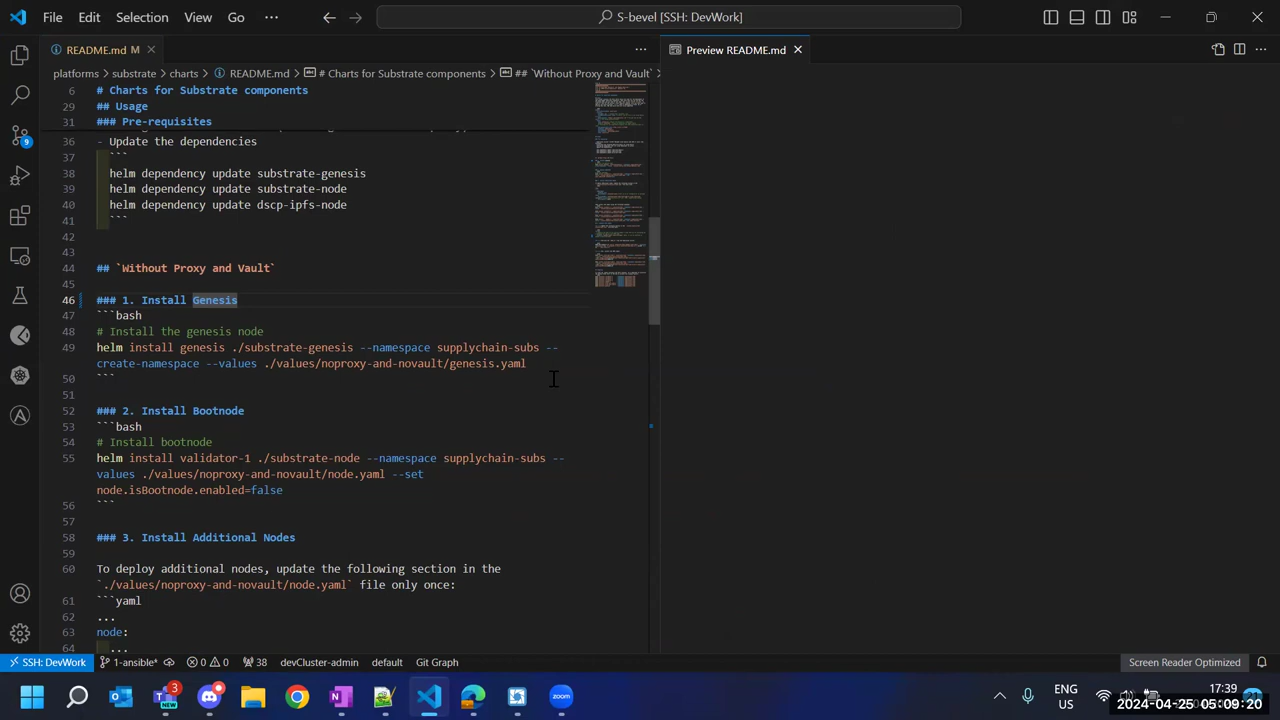 File Edit Selection View Go ··· S-bevel [SSH: DevWork]
README.md M
Preview README.md
platforms > substrate > charts > README.md > # Charts for Substrate components > ## `Without Proxy and Vault` >
# Charts for Substrate components
29 ## Usage
### Pre-requisites
Update the dependencies
```
helm dependency update substrate-genesis
helm dependency update substrate-node
helm dependency update dscp-ipfs-node
```
42
43
44 ## `Without Proxy and Vault`
45
46 ### 1. Install Genesis
47 ```bash
48 # Install the genesis node
49 helm install genesis ./substrate-genesis --namespace supplychain-subs --
create-namespace --values ./values/noproxy-and-novault/genesis.yaml
50 ```
51
52 ### 2. Install Bootnode
53 ```bash
54 # Install bootnode
55 helm install validator-1 ./substrate-node --namespace supplychain-subs --
values ./values/noproxy-and-novault/node.yaml --set
node.isBootnode.enabled=false
56 ```
57
58 ### 3. Install Additional Nodes
59
60 To deploy additional nodes, update the following section in the
`./values/noproxy-and-novault/node.yaml` file only once:
61 ```yaml
62 ...
63 node:
64 ...
9
SSH: DevWork 1-ansible* 0 0 38 devCluster-admin default Git Graph Screen Reader Optimized
3
NEW
zoom
ENG
US
17:39
2024-04-25 05:09:20